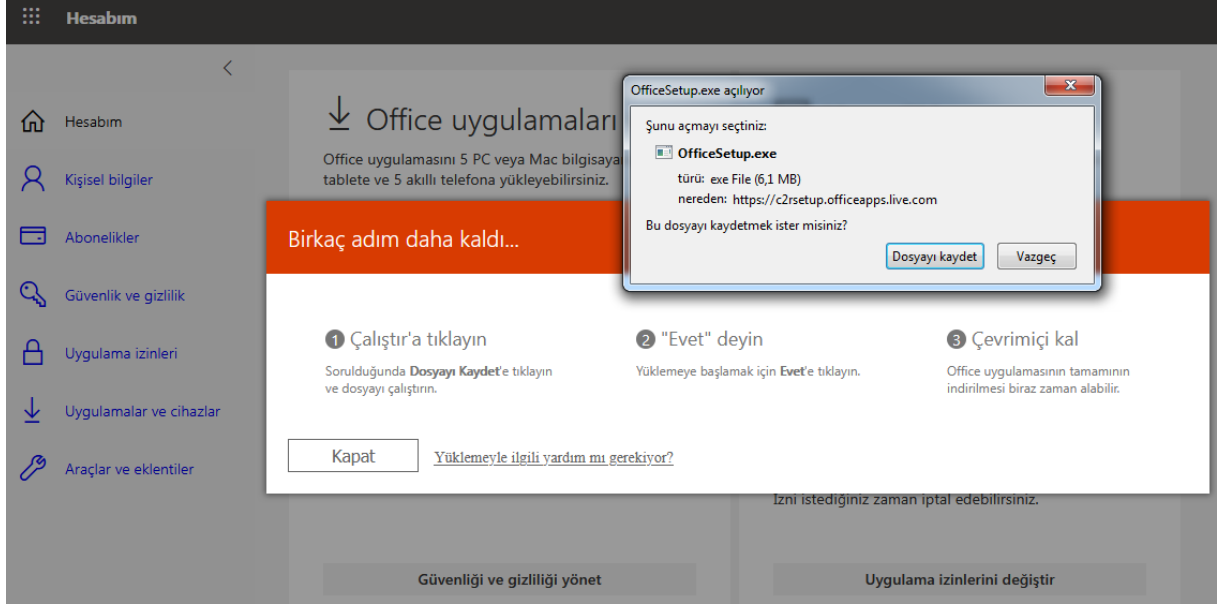 Hesabım
Hesabım
Kişisel bilgiler
Abonelikler
Güvenlik ve gizlilik
Uygulama izinleri
Uygulamalar ve cihazlar
Araçlar ve eklentiler
Office uygulamaları
Office uygulamasını 5 PC veya Mac
tablete ve 5 akıllı telefona yükleyebilirsiniz.
OfficeSetup.exe açılıyor
Şunu açmayı seçtiniz:
OfficeSetup.exe
türü: exe File (6,1 MB)
nereden: https://c2rsetup.officeapps.live.com
Bu dosyayı kaydetmek ister misiniz?
Dosyayı kaydet
Vazgeç
Birkaç adım daha kaldı...
1 Çalıştır'a tıklayın
Sorulduğunda Dosyayı Kaydet'e tıklayın
ve dosyayı çalıştırın.
2 "Evet" deyin
Yüklemeye başlamak için Evet'e tıklayın.
3 Çevrimiçi kal
Office uygulamasının tamamının
indirilmesi biraz zaman alabilir.
Kapat
Yüklemeyle ilgili yardım mı gerekiyor?
İzni istediğiniz zaman iptal edebilirsiniz.
Güvenliği ve gizliliği yönet
Uygulama izinlerini değiştir